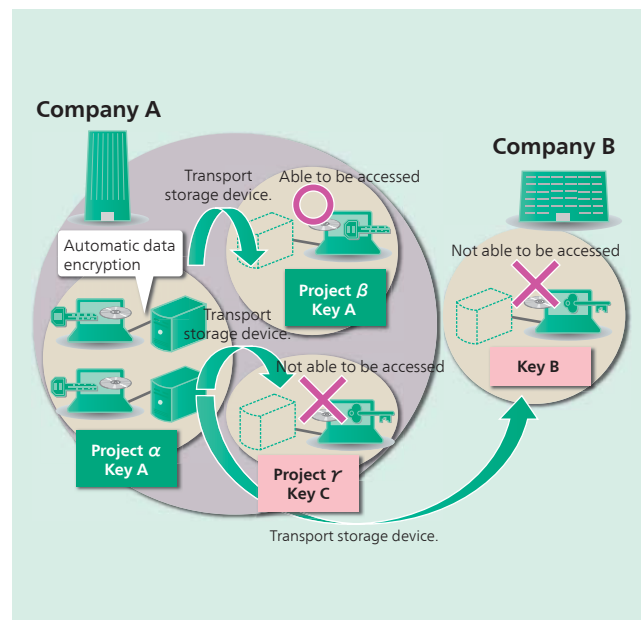 Company A
Company B
Transport
storage device.
Able to be accessed
Automatic data
encryption
Project β
Key A
Not able to be accessed
Transport
storage device.
Not able to be accessed
Key B
Project α
Key A
Project γ
Key C
Transport storage device.